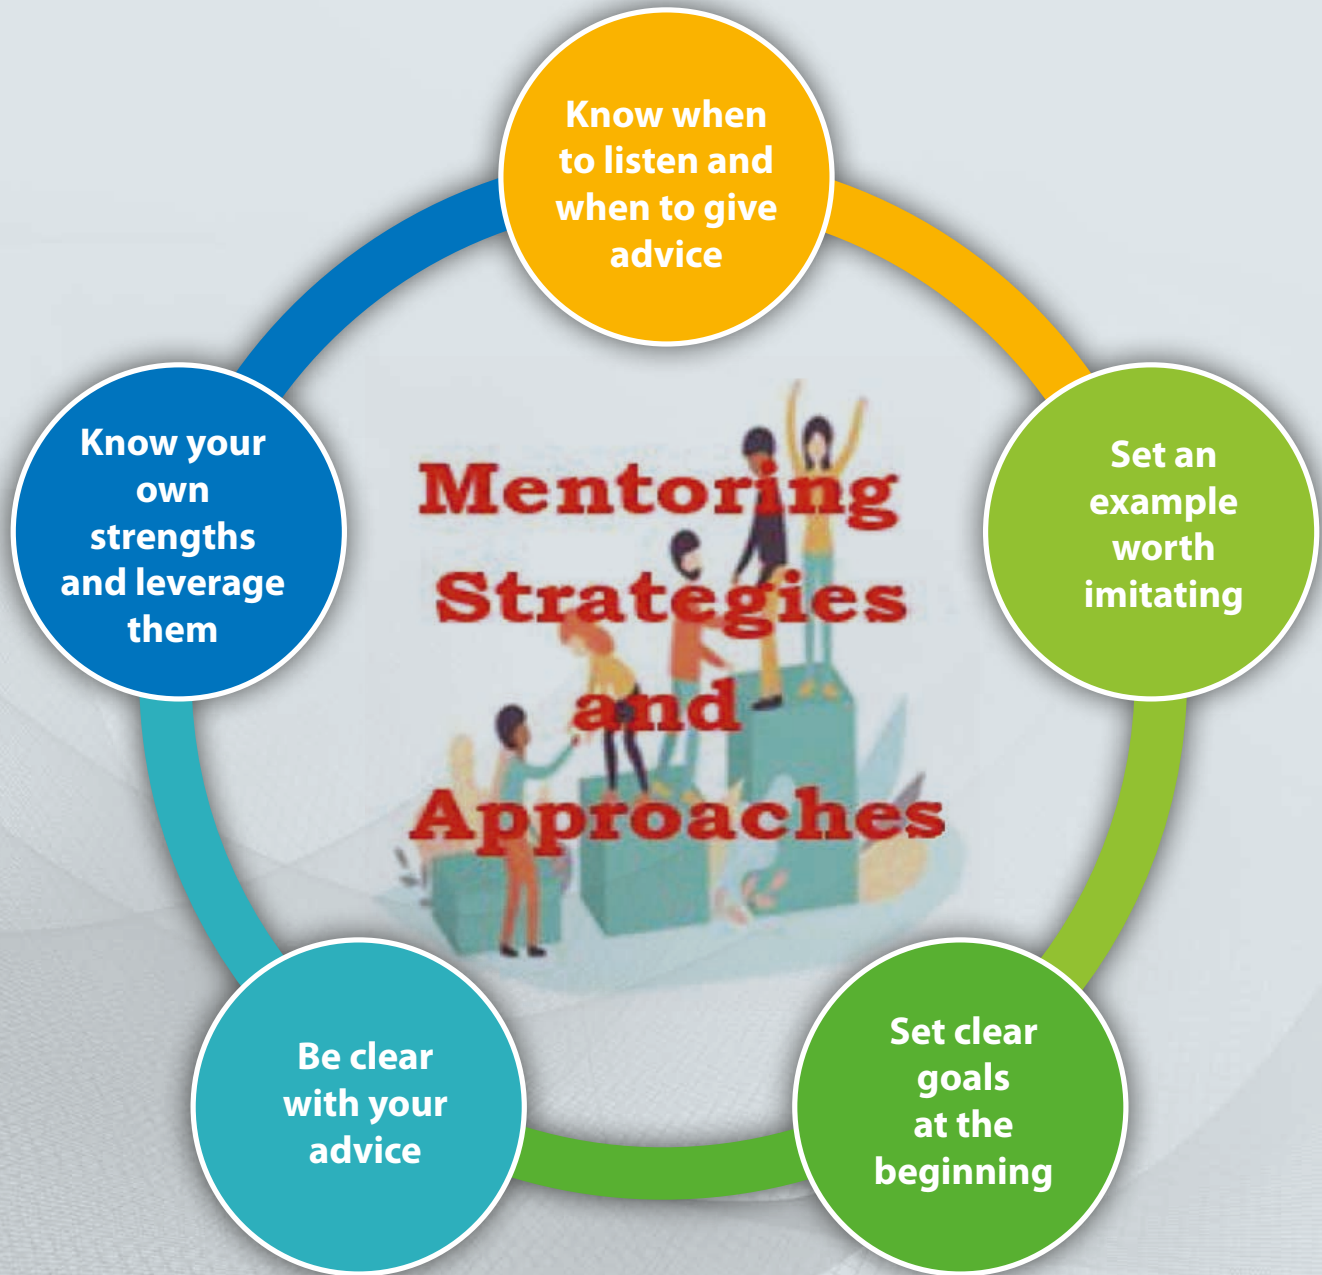 Know when
to listen and
when to give
advice
Set an
example
worth
imitating
Set clear
goals
at the
beginning
Be clear
with your
advice
Know your
own
strengths
and leverage
them
Mentoring
Strategies
and
Approaches